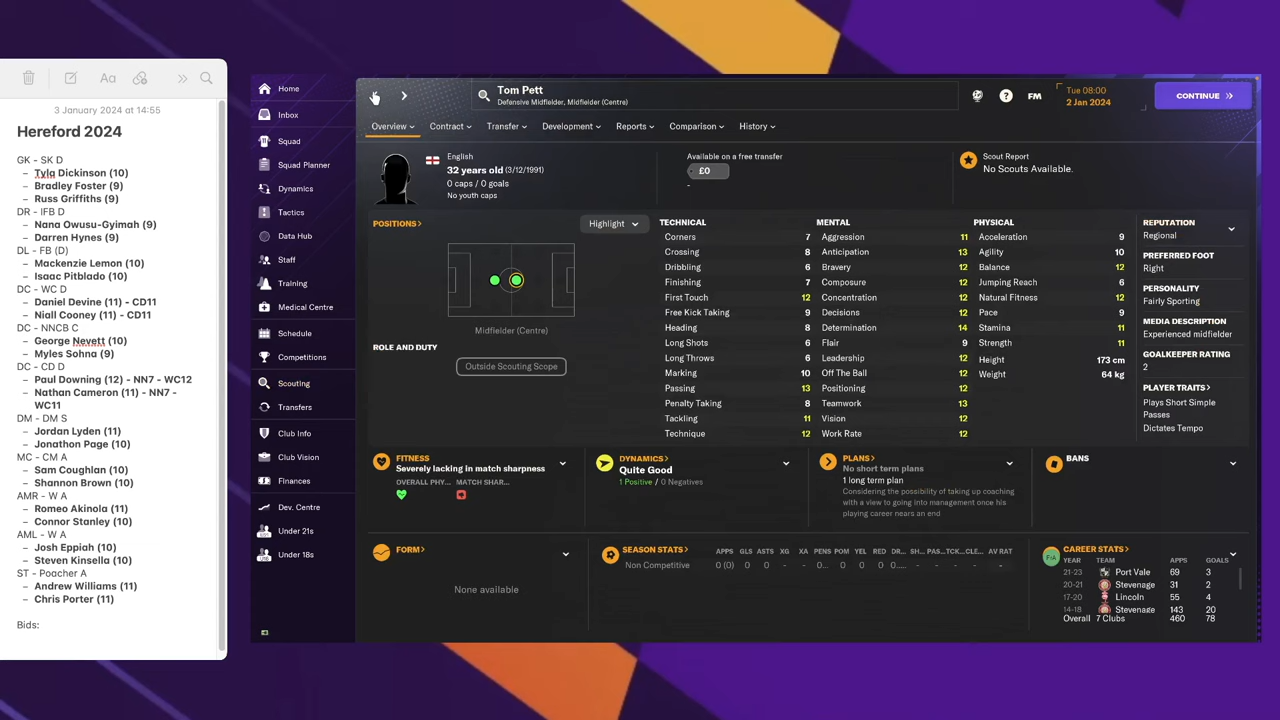 Aa
3 January 2024 at 14:55
Hereford 2024
GK - SK D
– Tyla Dickinson (10)
– Bradley Foster (9)
– Russ Griffiths (9)
DR - IFB D
– Nana Owusu-Gyimah (9)
– Darren Hynes (9)
DL - FB (D)
– Mackenzie Lemon (10)
– Isaac Pitblado (10)
DC - WC D
– Daniel Devine (11) - CD11
– Niall Cooney (11) - CD11
DC - NNCB C
– George Nevett (10)
– Myles Sohna (9)
DC - CD D
– Paul Downing (12) - NN7 - WC12
– Nathan Cameron (11) - NN7 -
WC11
DM - DM S
– Jordan Lyden (11)
– Jonathon Page (10)
MC - CM A
– Sam Coughlan (10)
– Shannon Brown (10)
AMR - W A
– Romeo Akinola (11)
– Connor Stanley (10)
AML - W A
– Josh Eppiah (10)
– Steven Kinsella (10)
ST - Poacher A
– Andrew Williams (11)
– Chris Porter (11)
Bids:
Home
Inbox
Squad
Squad Planner
Dynamics
Tactics
Data Hub
Staff
Training
Medical Centre
Schedule
Competitions
Scouting
Transfers
Club Info
Club Vision
Finances
Dev. Centre
Under 21s
Under 18s
Tom Pett
Defensive Midfielder, Midfielder (Centre)
FM
Tue 08:00
2 Jan 2024
CONTINUE
Overview Contract Transfer Development Reports Comparison History
English
32 years old (3/12/1991)
0 caps / 0 goals
No youth caps
Available on a free transfer
£0
-
Scout Report
No Scouts Available.
POSITIONS
Highlight
Midfielder (Centre)
ROLE AND DUTY
Outside Scouting Scope
TECHNICAL
Corners 7
Crossing 8
Dribbling 6
Finishing 7
First Touch 12
Free Kick Taking 9
Heading 8
Long Shots 6
Long Throws 6
Marking 10
Passing 13
Penalty Taking 8
Tackling 11
Technique 12
MENTAL
Aggression 11
Anticipation 13
Bravery 12
Composure 12
Concentration 12
Decisions 12
Determination 14
Flair 9
Leadership 12
Off The Ball 12
Positioning 12
Teamwork 13
Vision 12
Work Rate 12
PHYSICAL
Acceleration 9
Agility 10
Balance 12
Jumping Reach 6
Natural Fitness 12
Pace 9
Stamina 11
Strength 11
Height 173 cm
Weight 64 kg
REPUTATION
Regional
PREFERRED FOOT
Right
PERSONALITY
Fairly Sporting
MEDIA DESCRIPTION
Experienced midfielder
GOALKEEPER RATING
2
PLAYER TRAITS
Plays Short Simple
Passes
Dictates Tempo
FITNESS
Severely lacking in match sharpness
OVERALL PHY... MATCH SHAR...
DYNAMICS
Quite Good
1 Positive / 0 Negatives
PLANS
No short term plans
1 long term plan
Considering the possibility of taking up coaching
with a view to going into management once his
playing career nears an end
BANS
FORM
None available
SEASON STATS APPS GLS ASTS XG XA PENS POM YEL RED DR... SH... PAS... TCK... CLE... AV RAT
Non Competitive 0 (0) 0 0 - - 0... 0 0 0 0.... - - - - -
F/A
CAREER STATS
YEAR TEAM APPS GOALS
21-23 Port Vale 69 3
20-21 Stevenage 31 2
17-20 Lincoln 55 4
14-18 Stevenage 143 20
Overall 7 Clubs 460 78